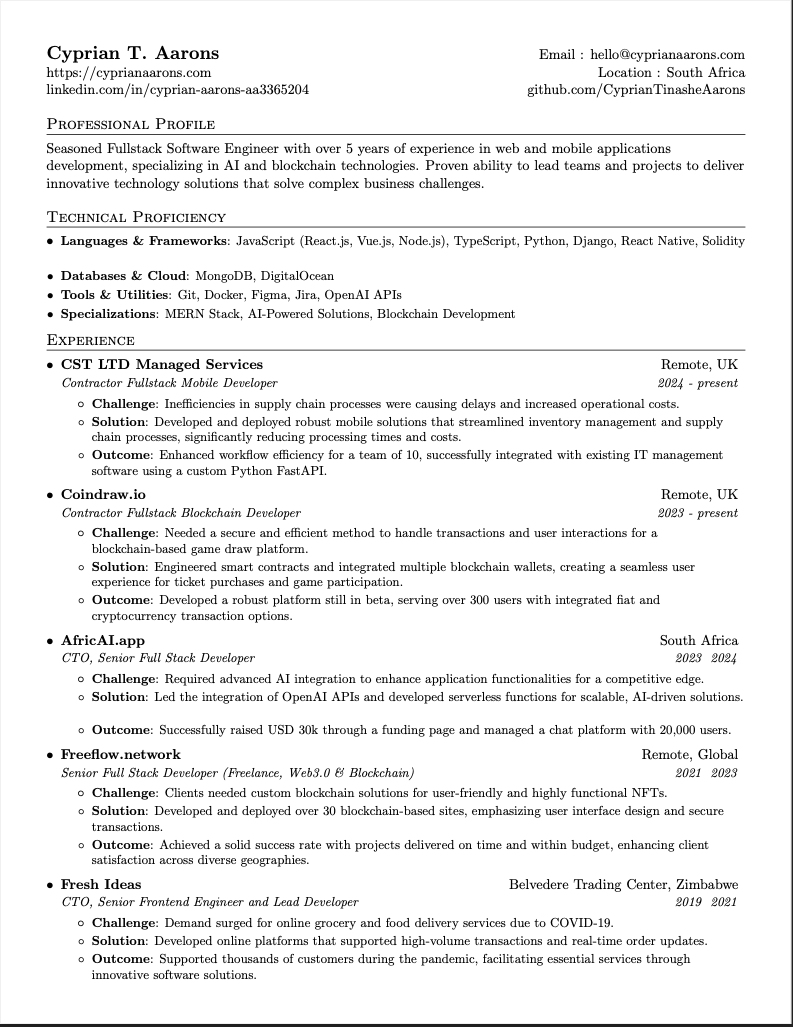 Cyprian T. Aarons
Email : hello@cyprianaarons.com
https://cyprianaarons.com
Location : South Africa
linkedin.com/in/cyprian-aarons-aa3365204
github.com/CyprianTinasheAarons
Professional Profile
Seasoned Fullstack Software Engineer with over 5 years of experience in web and mobile applications
development, specializing in AI and blockchain technologies. Proven ability to lead teams and projects to deliver
innovative technology solutions that solve complex business challenges.
Technical Proficiency
• Languages & Frameworks: JavaScript (React.js, Vue.js, Node.js), TypeScript, Python, Django, React Native, Solidity
• Databases & Cloud: MongoDB, DigitalOcean
• Tools & Utilities: Git, Docker, Figma, Jira, OpenAI APIs
• Specializations: MERN Stack, AI-Powered Solutions, Blockchain Development
Experience
• CST LTD Managed Services Remote, UK
Contractor Fullstack Mobile Developer 2024 - present
◦ Challenge: Inefficiencies in supply chain processes were causing delays and increased operational costs.
◦ Solution: Developed and deployed robust mobile solutions that streamlined inventory management and supply
chain processes, significantly reducing processing times and costs.
◦ Outcome: Enhanced workflow efficiency for a team of 10, successfully integrated with existing IT management
software using a custom Python FastAPI.
• Coindraw.io Remote, UK
Contractor Fullstack Blockchain Developer 2023 - present
◦ Challenge: Needed a secure and efficient method to handle transactions and user interactions for a
blockchain-based game draw platform.
◦ Solution: Engineered smart contracts and integrated multiple blockchain wallets, creating a seamless user
experience for ticket purchases and game participation.
◦ Outcome: Developed a robust platform still in beta, serving over 300 users with integrated fiat and
cryptocurrency transaction options.
• AfricAI.app South Africa
CTO, Senior Full Stack Developer 2023 2024
◦ Challenge: Required advanced AI integration to enhance application functionalities for a competitive edge.
◦ Solution: Led the integration of OpenAI APIs and developed serverless functions for scalable, AI-driven solutions.
◦ Outcome: Successfully raised USD 30k through a funding page and managed a chat platform with 20,000 users.
• Freeflow.network Remote, Global
Senior Full Stack Developer (Freelance, Web3.0 & Blockchain) 2021 2023
◦ Challenge: Clients needed custom blockchain solutions for user-friendly and highly functional NFTs.
◦ Solution: Developed and deployed over 30 blockchain-based sites, emphasizing user interface design and secure
transactions.
◦ Outcome: Achieved a solid success rate with projects delivered on time and within budget, enhancing client
satisfaction across diverse geographies.
• Fresh Ideas Belvedere Trading Center, Zimbabwe
CTO, Senior Frontend Engineer and Lead Developer 2019 2021
◦ Challenge: Demand surged for online grocery and food delivery services due to COVID-19.
◦ Solution: Developed online platforms that supported high-volume transactions and real-time order updates.
◦ Outcome: Supported thousands of customers during the pandemic, facilitating essential services through
innovative software solutions.